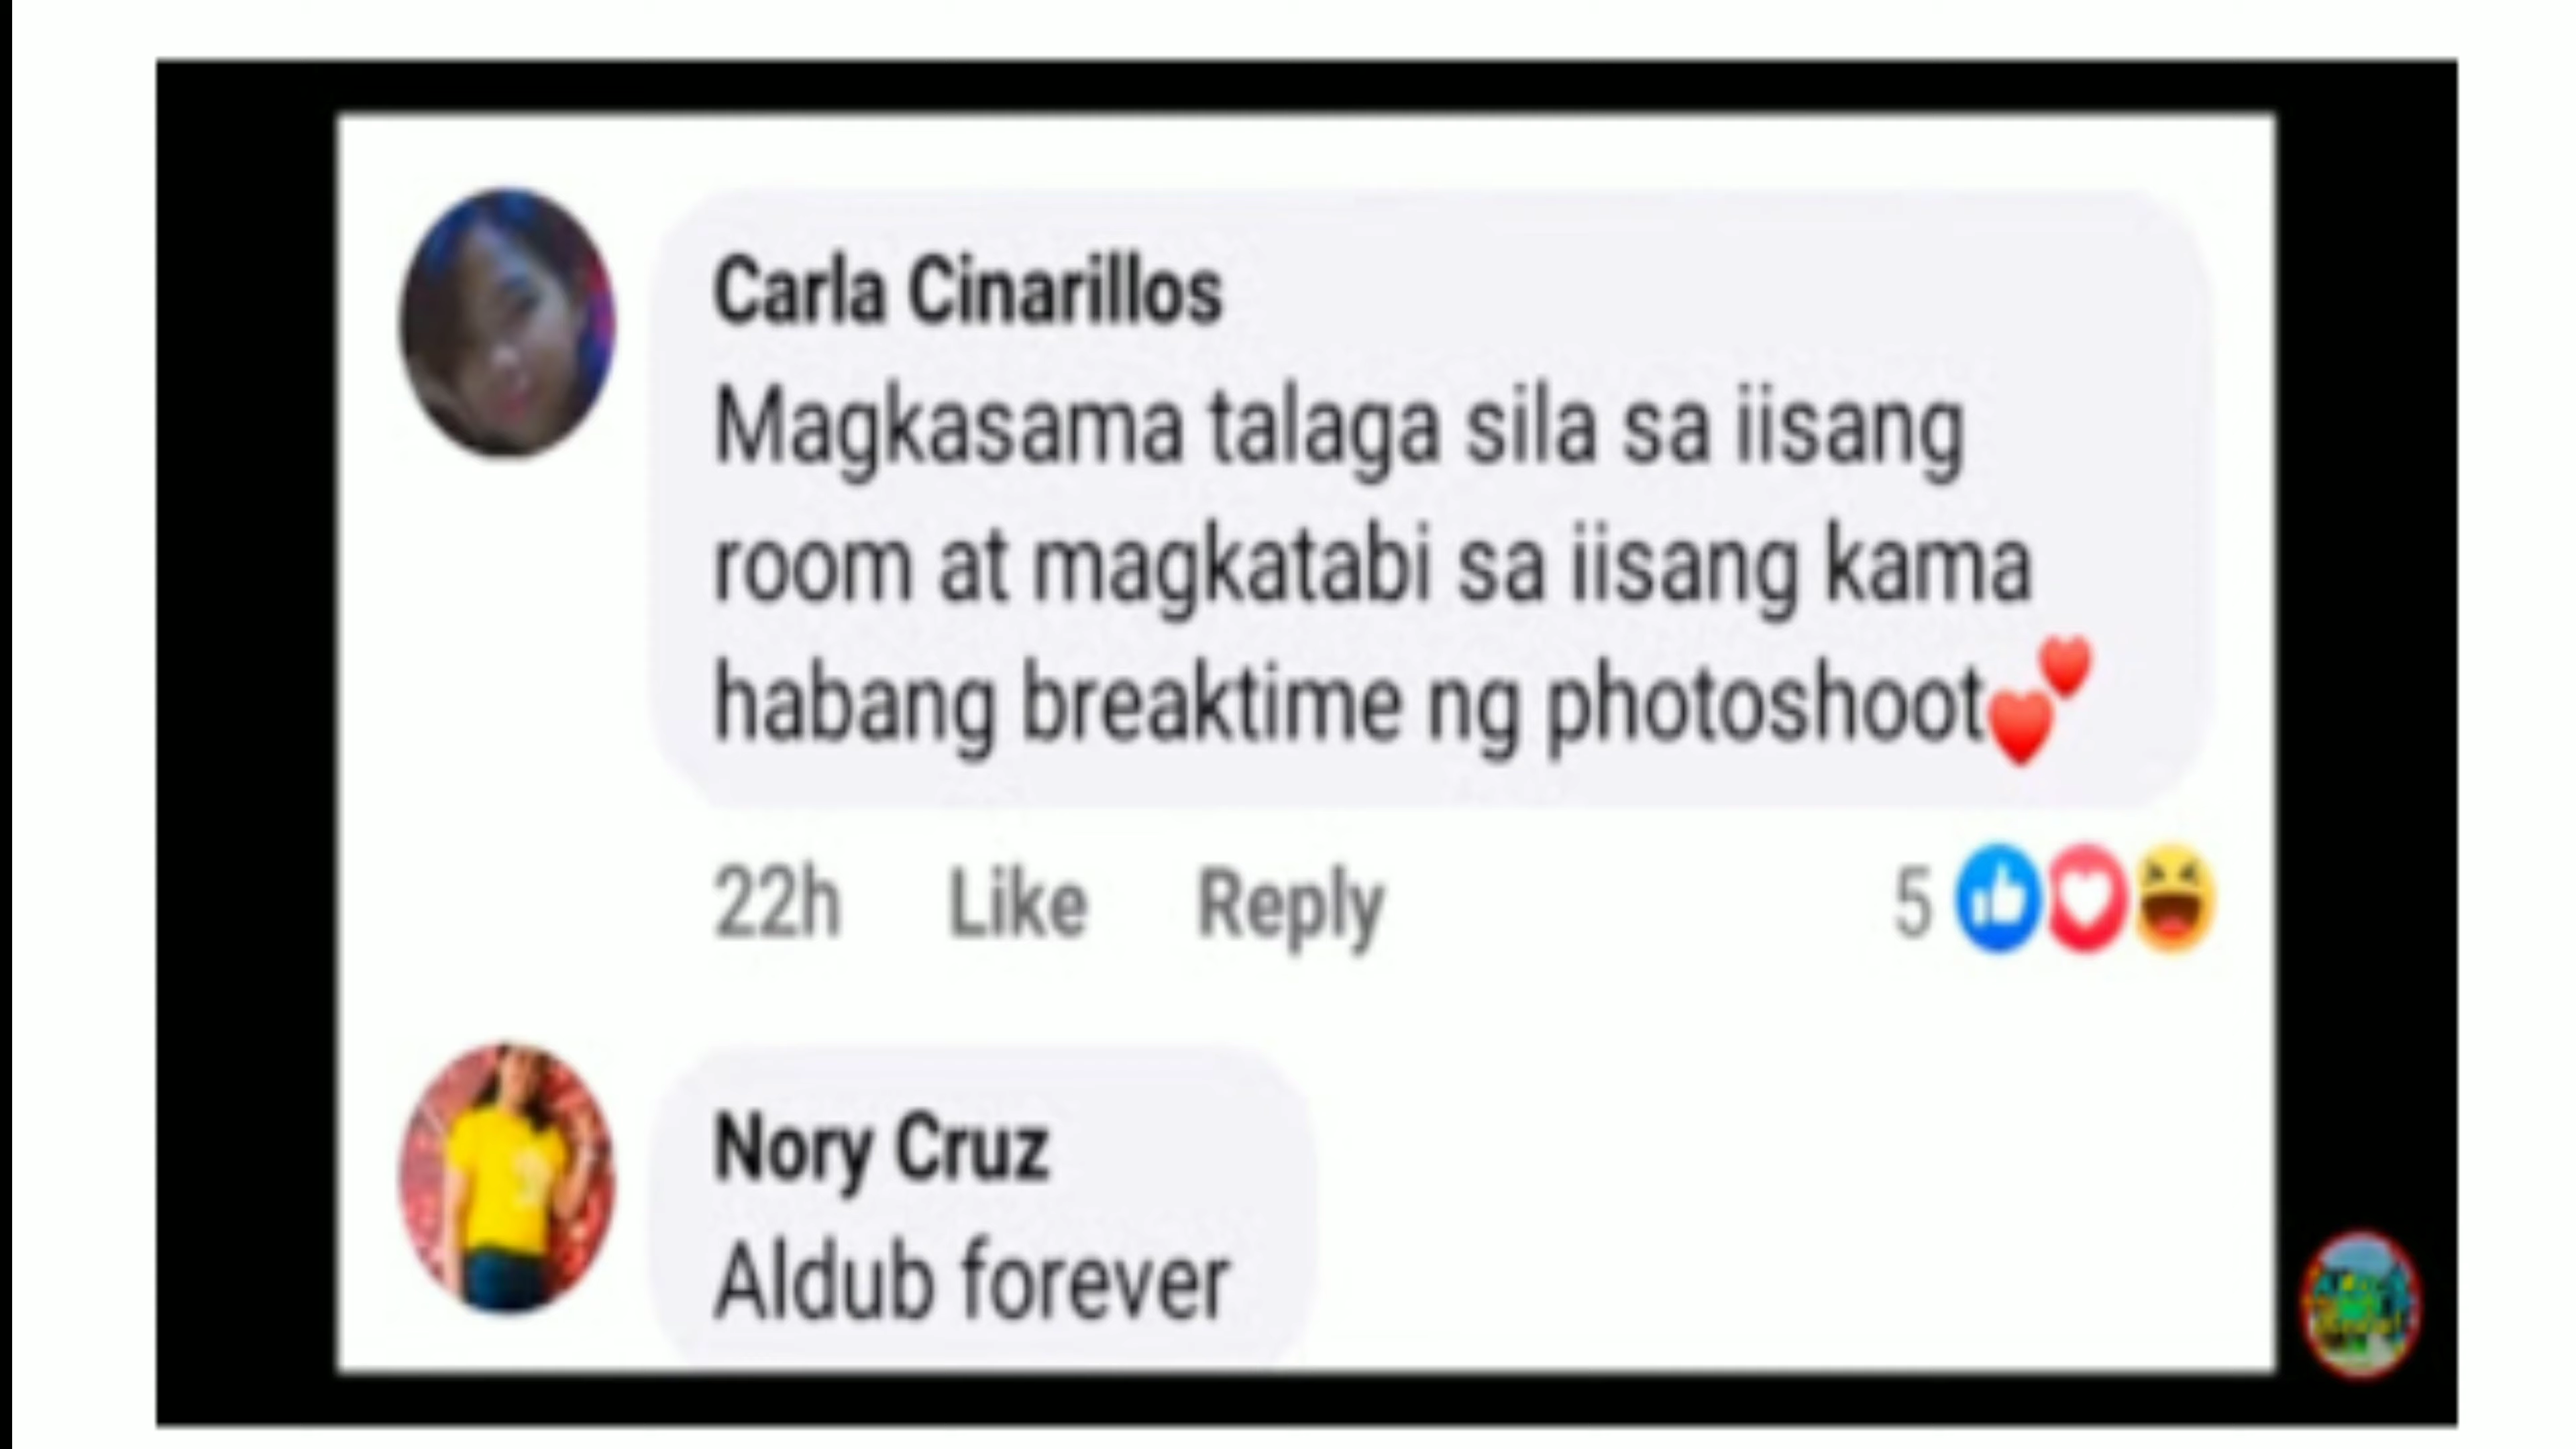 Carla Cinarillos
Magkasama talaga sila sa iisang
room at magkatabi sa iisang kama
habang breaktime ng photoshoot💕
22h Like Reply 5
Nory Cruz
Aldub forever